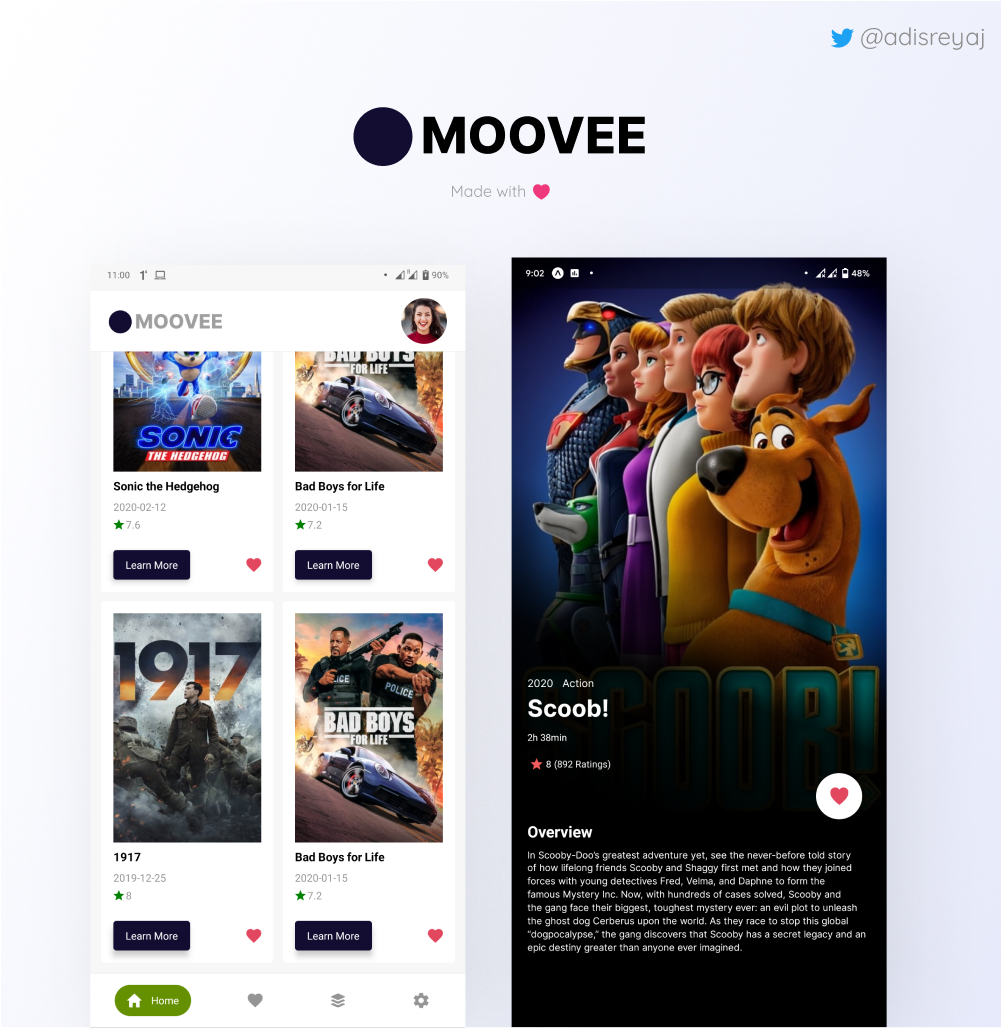 @adisreyaj
MOOVEE
Made with
11:00
90%
MOOVEE
SONIC
THE HEDGEHOG
BAD BOYS
FOR LIFE
Sonic the Hedgehog
Bad Boys for Life
2020-02-12
2020-01-15
7.6
7.2
Learn More
Learn More
1917
POLICE
BAD BOYS
FOR LIFE
1917
Bad Boys for Life
2019-12-25
2020-01-15
8
7.2
Learn More
Learn More
Home
9:02
48%
SCOOB!
2020 Action
Scoob!
2h 38min
8 (892 Ratings)
Overview
In Scooby-Doo’s greatest adventure yet, see the never-before told story
of how lifelong friends Scooby and Shaggy first met and how they joined
forces with young detectives Fred, Velma, and Daphne to form the
famous Mystery Inc. Now, with hundreds of cases solved, Scooby and
the gang face their biggest, toughest mystery ever: an evil plot to unleash
the ghost dog Cerberus upon the world. As they race to stop this global
“dogpocalypse,” the gang discovers that Scooby has a secret legacy and an
epic destiny greater than anyone ever imagined.